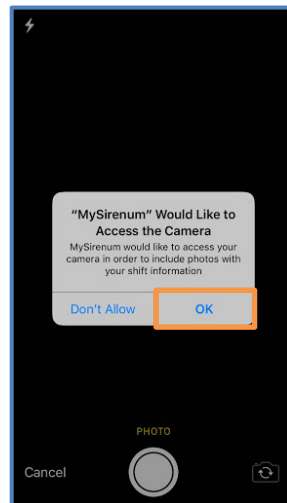 “MySirenum” Would Like to
Access the Camera
MySirenum would like to access your
camera in order to include photos with
your shift information
Don't Allow
OK
PHOTO
Cancel